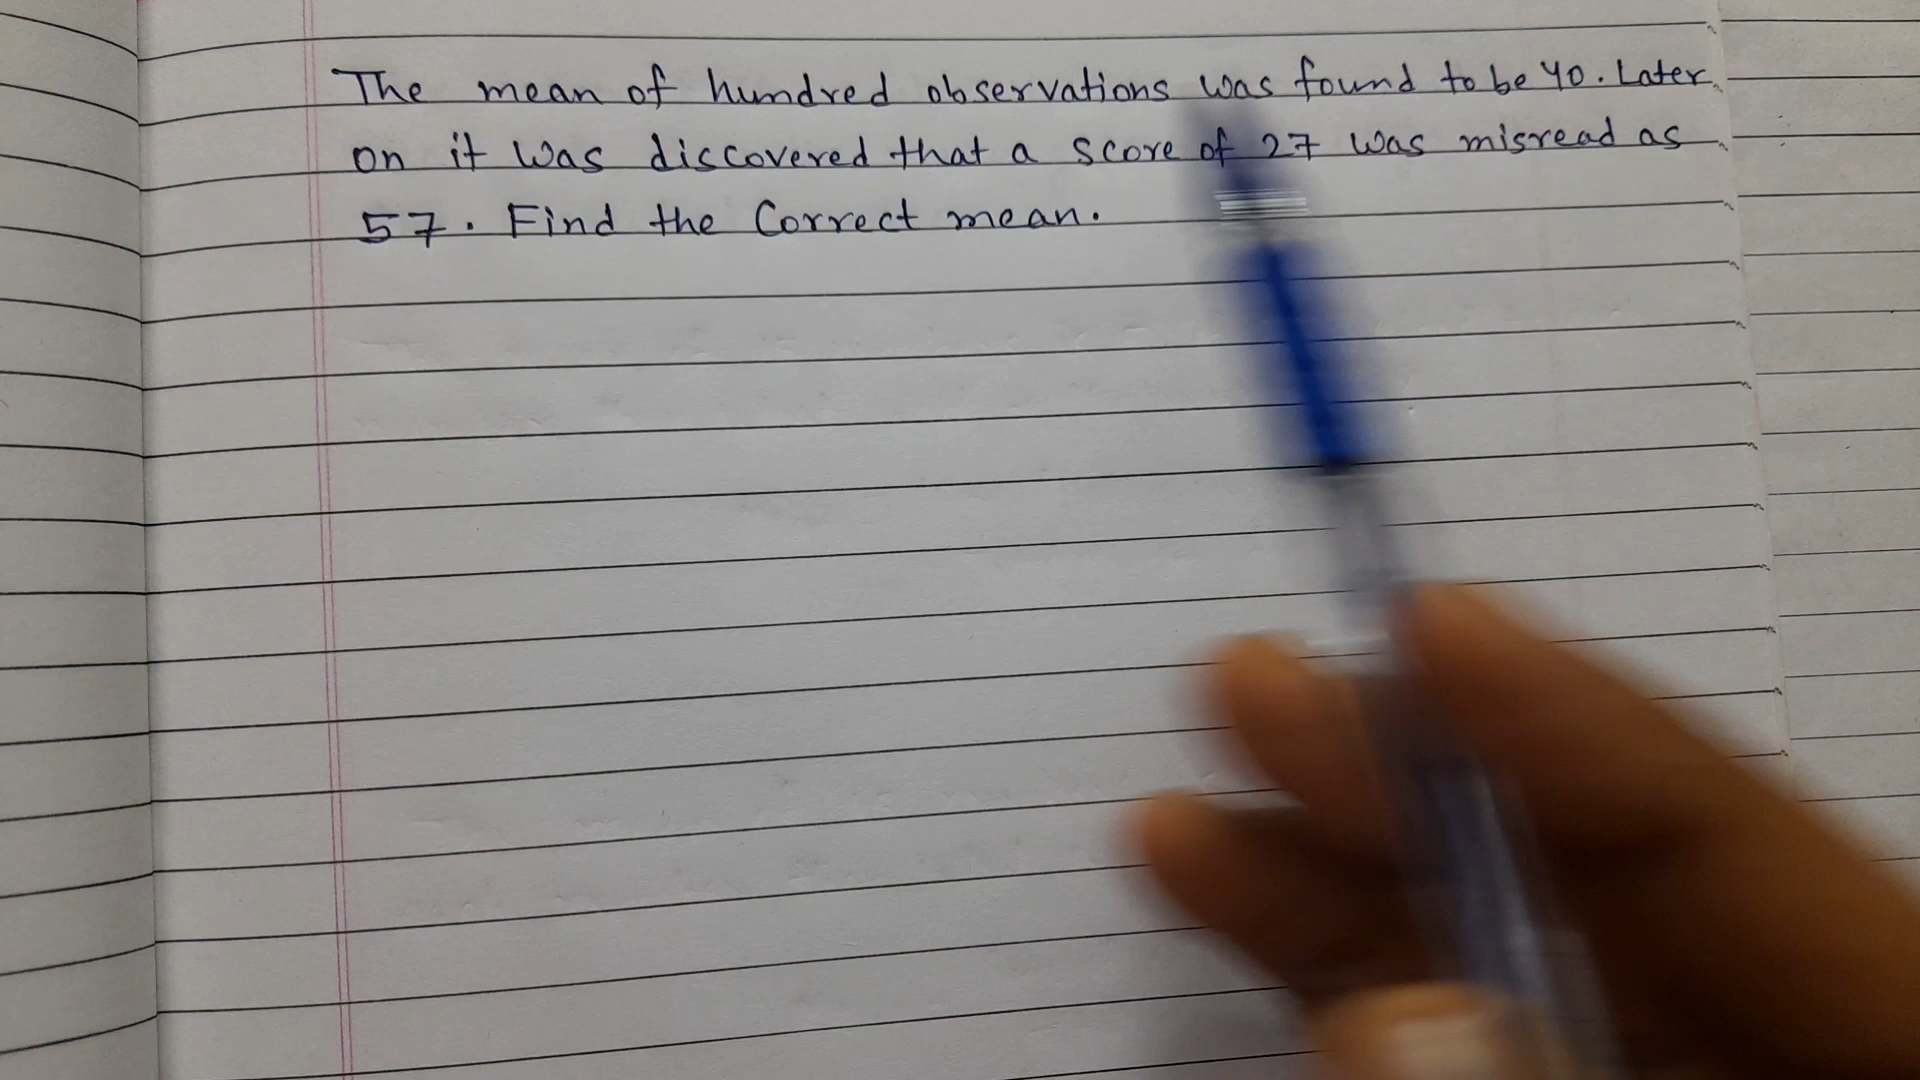 The mean of hundred observations was found to be 40. Later
on it was discovered that a score of 27 was misread as
57. Find the Correct mean.